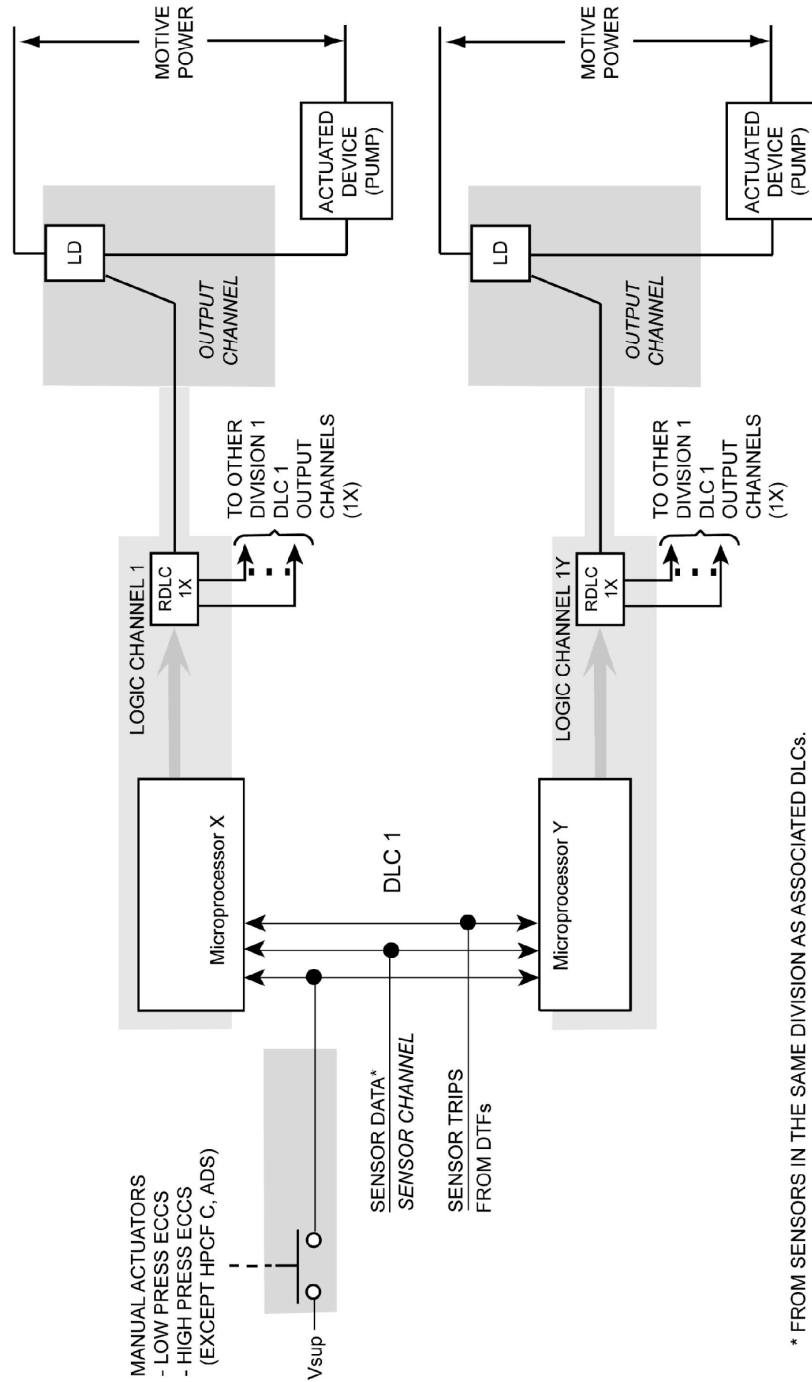 MANUAL ACTUATORS
- LOW PRESS ECCS
- HIGH PRESS ECCS
(EXCEPT HPCF C, ADS)
Vsup
SENSOR DATA*
SENSOR CHANNEL
SENSOR TRIPS
FROM DTFs
DLC 1
Microprocessor X
LOGIC CHANNEL 1
RDLC
1X
TO OTHER
DIVISION 1
DLC 1
OUTPUT
CHANNELS
(1X)
OUTPUT
CHANNEL
LD
ACTUATED
DEVICE
(PUMP)
MOTIVE
POWER
Microprocessor Y
LOGIC CHANNEL 1Y
RDLC
1X
TO OTHER
DIVISION 1
DLC 1
OUTPUT
CHANNELS
(1X)
OUTPUT
CHANNEL
LD
ACTUATED
DEVICE
(PUMP)
MOTIVE
POWER
* FROM SENSORS IN THE SAME DIVISION AS ASSOCIATED DLCs.